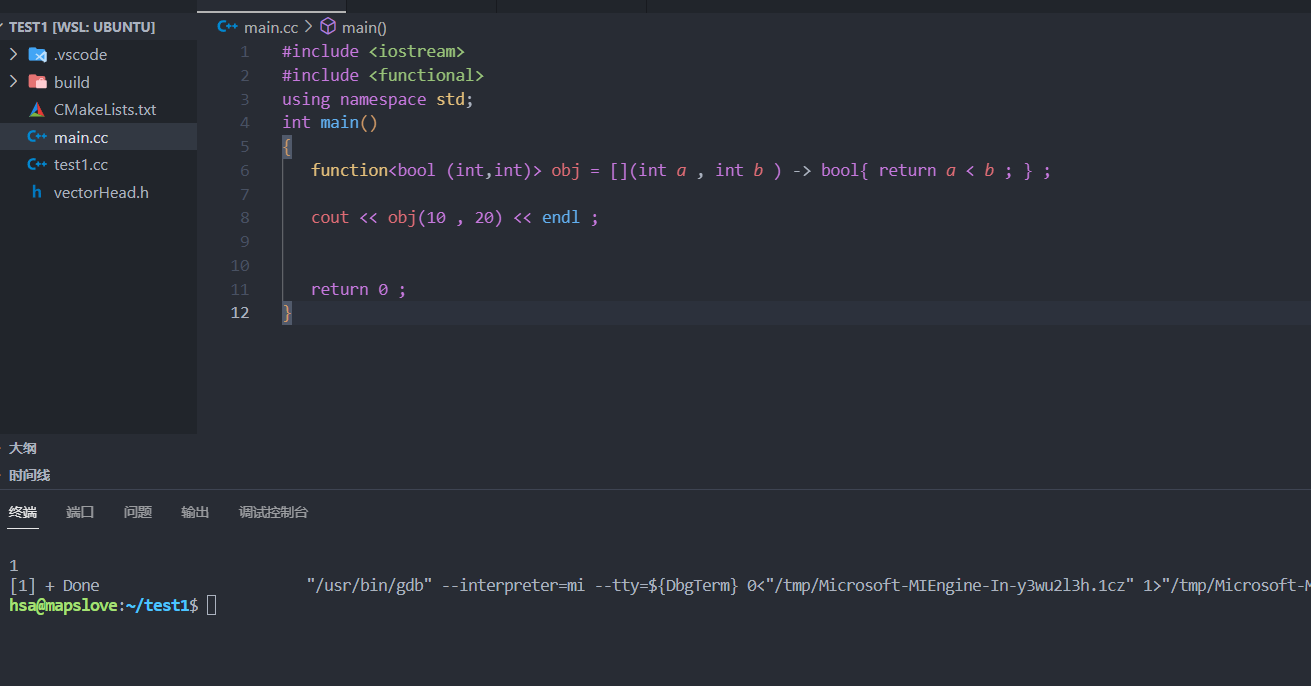 TEST1 [WSL: UBUNTU]
.vscode
build
CMakeLists.txt
main.cc
test1.cc
vectorHead.h
大纲
时间线
main.cc > main()
1 #include <iostream>
2 #include <functional>
3 using namespace std;
4 int main()
5 {
6 function<bool (int,int)> obj = [](int a , int b ) -> bool{ return a < b ; } ;
7
8 cout << obj(10 , 20) << endl ;
9
10
11 return 0 ;
12 }
终端 端口 问题 输出 调试控制台
1
[1] + Done "/usr/bin/gdb" --interpreter=mi --tty=${DbgTerm} 0<"/tmp/Microsoft-MIEngine-In-y3wu2l3h.1cz" 1>"/tmp/Microsoft-M
hsa@mapslove:~/test1$